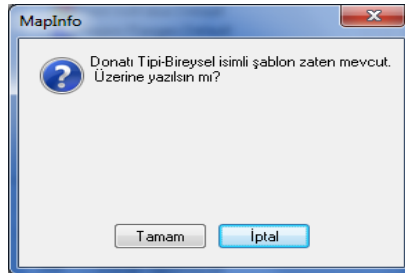 MapInfo
Donatı Tipi-Bireysel isimli şablon zaten mevcut.
Üzerine yazılsın mı?
Tamam
İptal